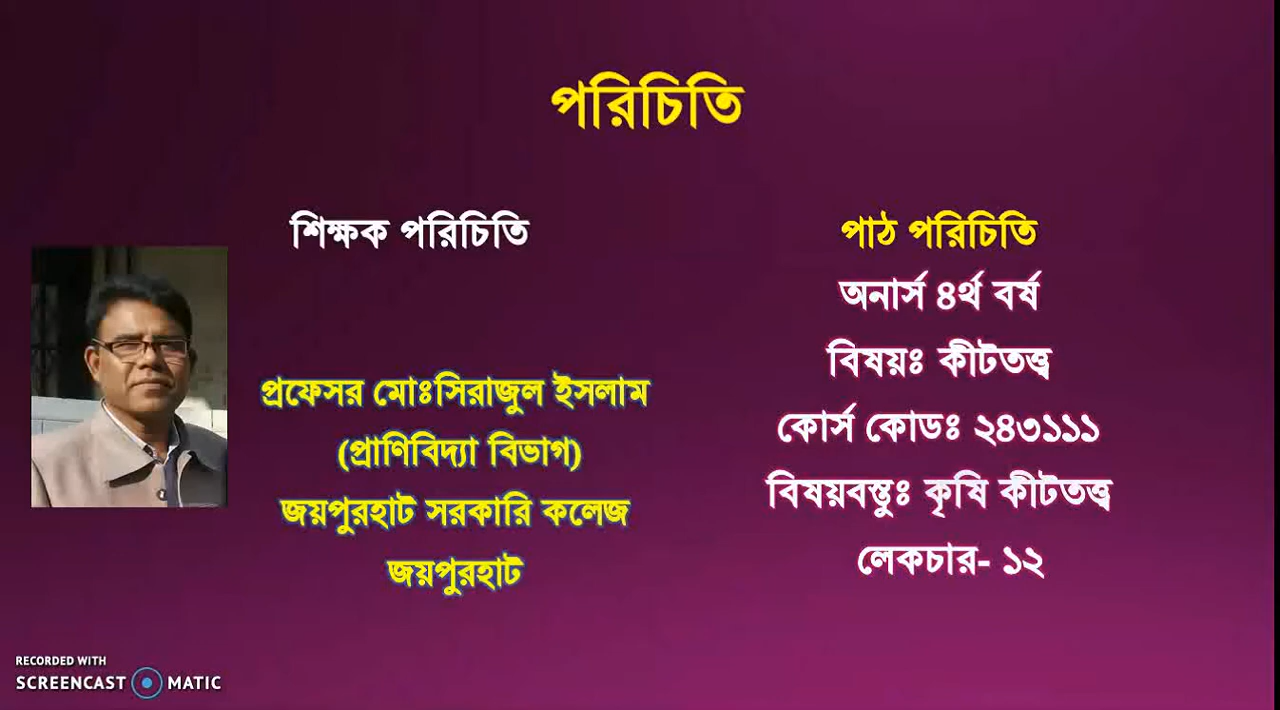 পরিচিতি
শিক্ষক পরিচিতি
প্রফেসর মোঃসিরাজুল ইসলাম
(প্রাণিবিদ্যা বিভাগ)
জয়পুরহাট সরকারি কলেজ
জয়পুরহাট
পাঠ পরিচিতি
অনার্স ৪র্থ বর্ষ
বিষয়ঃ কীটতত্ত্ব
কোর্স কোডঃ ২৪৩১১১
বিষয়বস্তুঃ কৃষি কীটতত্ত্ব
লেকচার- ১২
RECORDED WITH
SCREENCAST MATIC